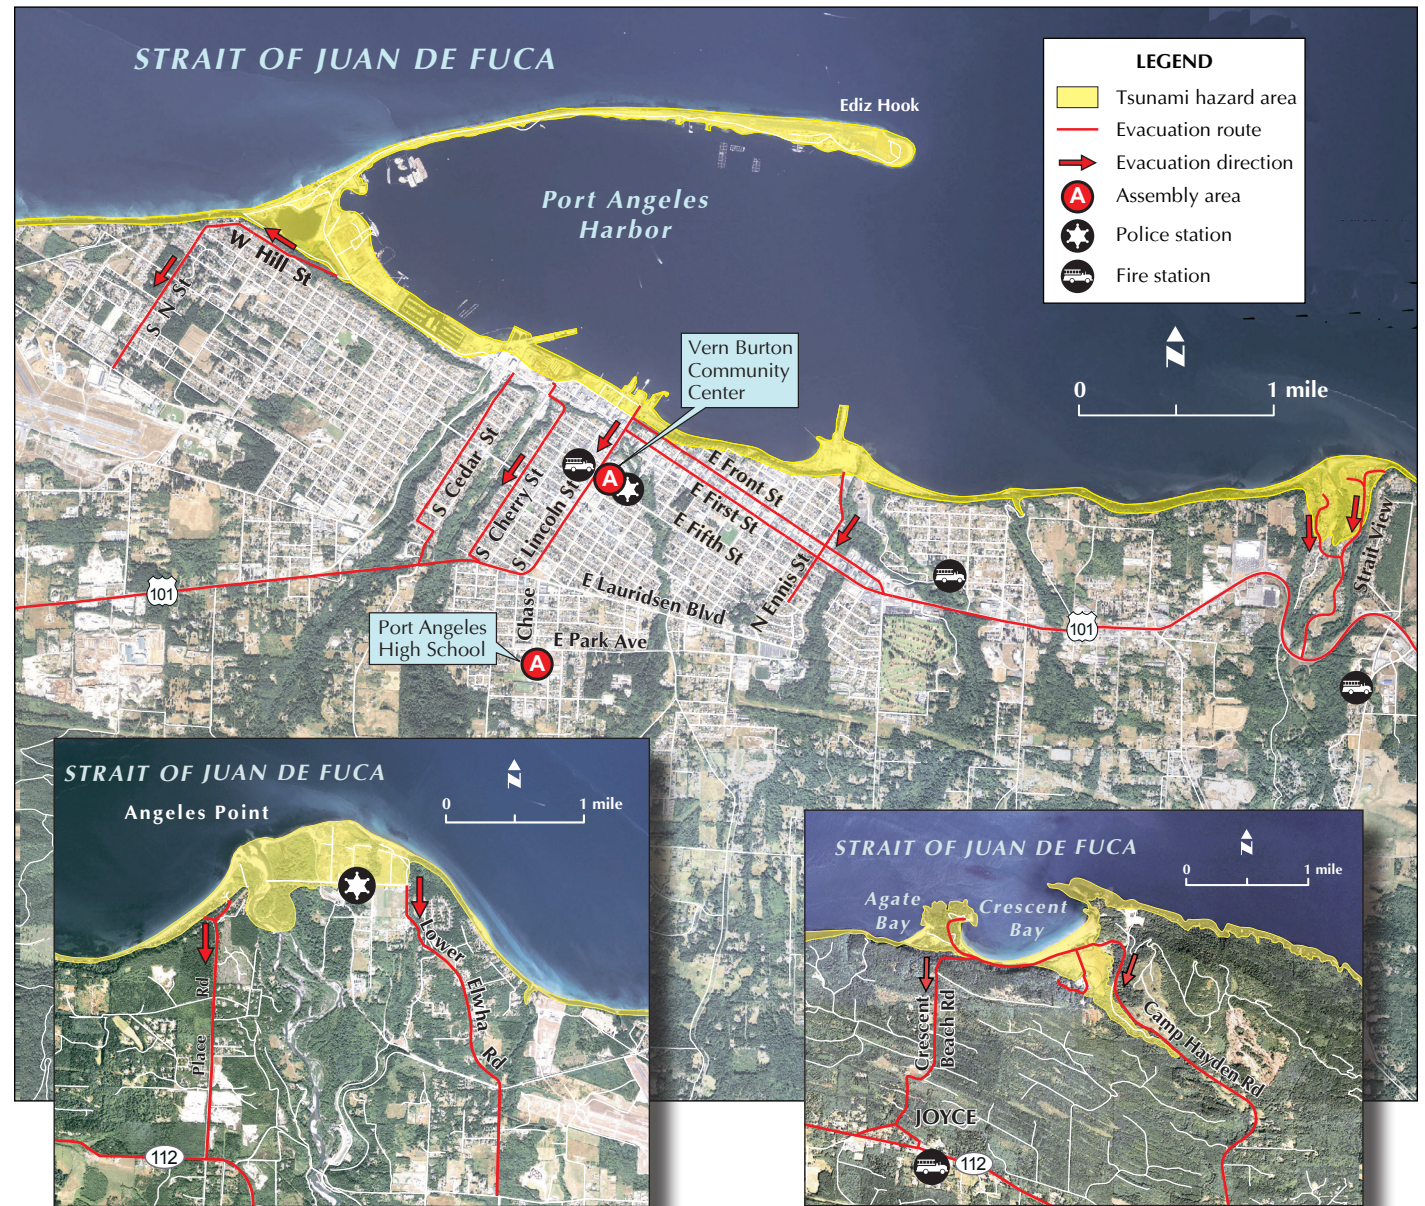 STRAIT OF JUAN DE FUCA
Ediz Hook
LEGEND
Tsunami hazard area
Evacuation route
Evacuation direction
A Assembly area
Police station
Fire station
Port Angeles
Harbor
W Hill St
S N St
N
0 1 mile
Vern Burton
Community
Center
A
S Cedar St
S Cherry St
S Lincoln St
E Front St
E First St
E Fifth St
N Ennis St
Strait View
101
E Lauridsen Blvd
101
Chase
E Park Ave
Port Angeles
High School
A
STRAIT OF JUAN DE FUCA
Angeles Point
N
0 1 mile
Lower Elwha Rd
Place Rd
112
STRAIT OF JUAN DE FUCA
N
0 1 mile
Agate
Bay
Crescent
Bay
Crescent
Beach Rd
Camp Hayden Rd
JOYCE
112